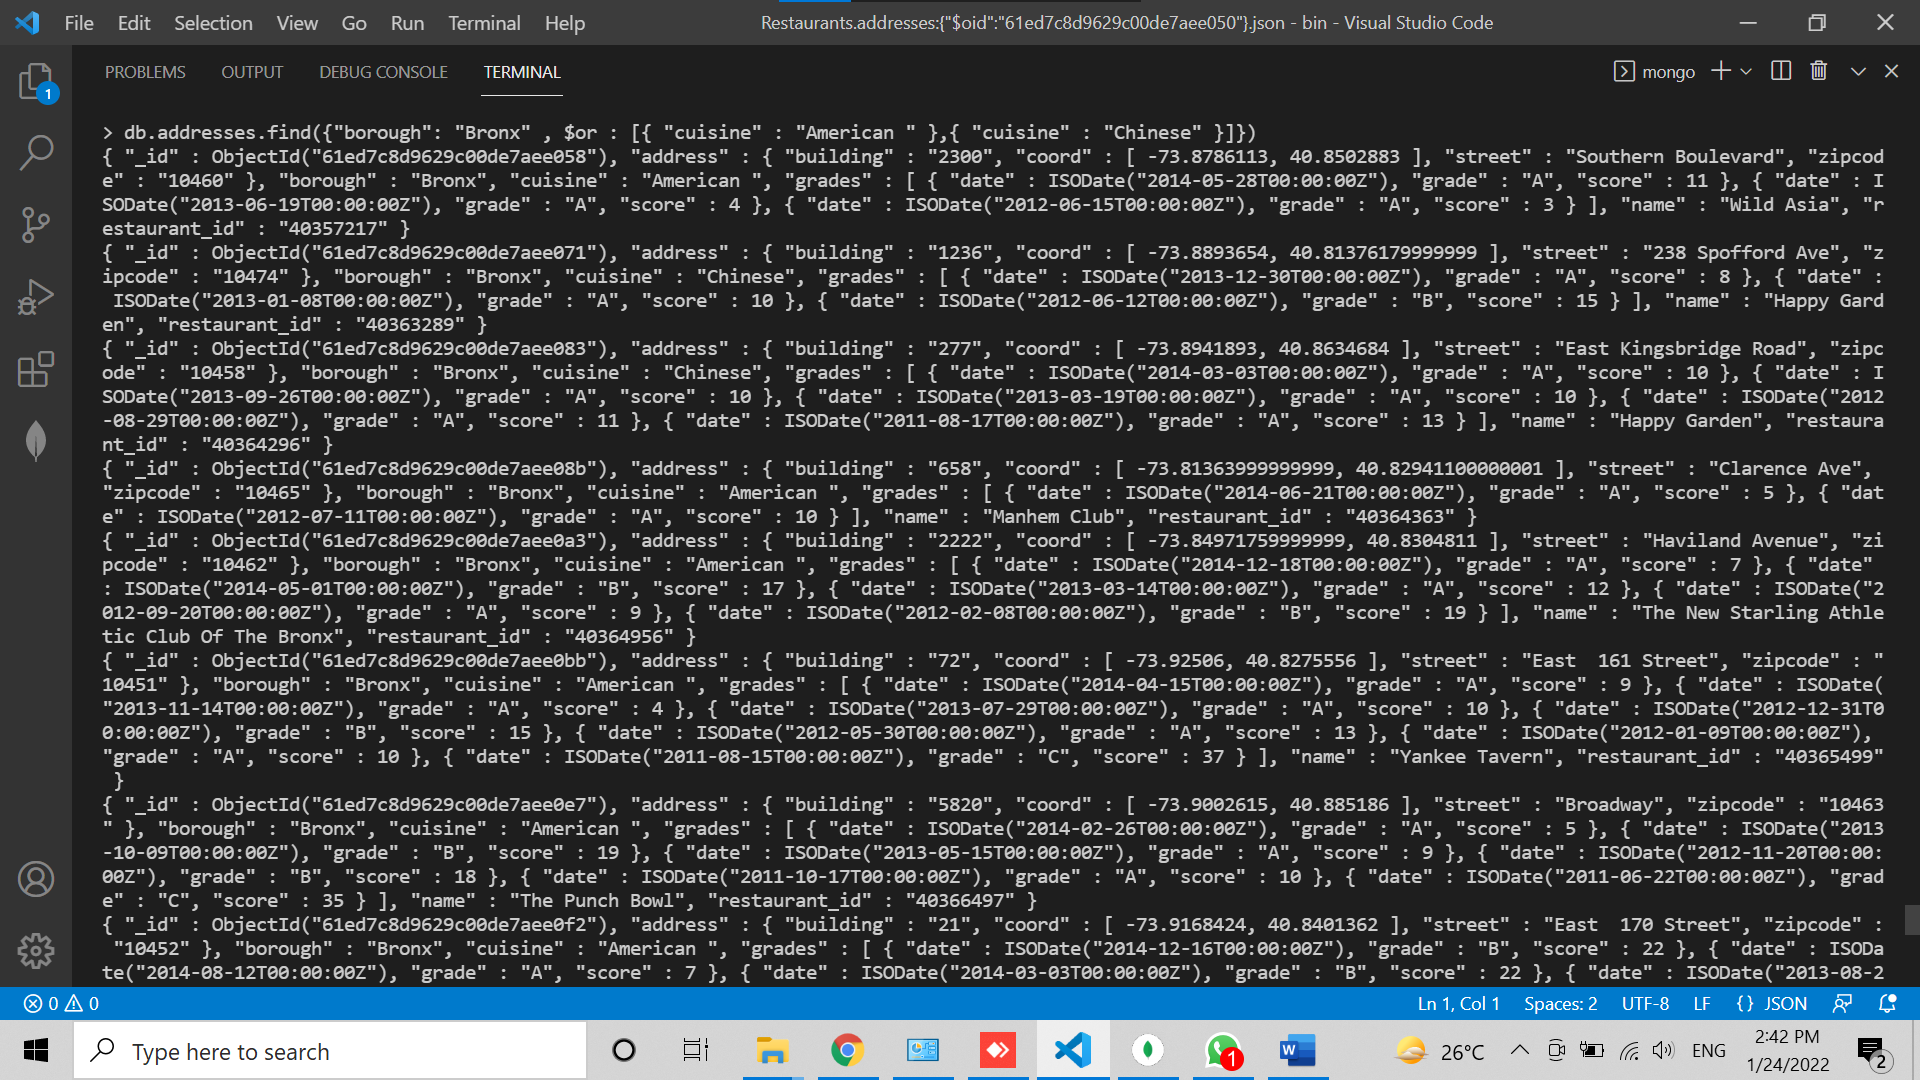 File Edit Selection View Go Run Terminal Help Restaurants.addresses:{"$oid":"61ed7c8d9629c00de7aee050"}.json - bin - Visual Studio Code
PROBLEMS OUTPUT DEBUG CONSOLE TERMINAL mongo
1
> db.addresses.find({"borough": "Bronx" , $or : [{ "cuisine" : "American " },{ "cuisine" : "Chinese" }]})
{ "_id" : ObjectId("61ed7c8d9629c00de7aee058"), "address" : { "building" : "2300", "coord" : [ -73.8786113, 40.8502883 ], "street" : "Southern Boulevard", "zipcod
e" : "10460" }, "borough" : "Bronx", "cuisine" : "American ", "grades" : [ { "date" : ISODate("2014-05-28T00:00:00Z"), "grade" : "A", "score" : 11 }, { "date" : I
SODate("2013-06-19T00:00:00Z"), "grade" : "A", "score" : 4 }, { "date" : ISODate("2012-06-15T00:00:00Z"), "grade" : "A", "score" : 3 } ], "name" : "Wild Asia", "r
estaurant_id" : "40357217" }
{ "_id" : ObjectId("61ed7c8d9629c00de7aee071"), "address" : { "building" : "1236", "coord" : [ -73.8893654, 40.81376179999999 ], "street" : "238 Spofford Ave", "z
ipcode" : "10474" }, "borough" : "Bronx", "cuisine" : "Chinese", "grades" : [ { "date" : ISODate("2013-12-30T00:00:00Z"), "grade" : "A", "score" : 8 }, { "date" :
 ISODate("2013-01-08T00:00:00Z"), "grade" : "A", "score" : 10 }, { "date" : ISODate("2012-06-12T00:00:00Z"), "grade" : "B", "score" : 15 } ], "name" : "Happy Gard
en", "restaurant_id" : "40363289" }
{ "_id" : ObjectId("61ed7c8d9629c00de7aee083"), "address" : { "building" : "277", "coord" : [ -73.8941893, 40.8634684 ], "street" : "East Kingsbridge Road", "zipc
ode" : "10458" }, "borough" : "Bronx", "cuisine" : "Chinese", "grades" : [ { "date" : ISODate("2014-03-03T00:00:00Z"), "grade" : "A", "score" : 10 }, { "date" : I
SODate("2013-09-26T00:00:00Z"), "grade" : "A", "score" : 10 }, { "date" : ISODate("2013-03-19T00:00:00Z"), "grade" : "A", "score" : 10 }, { "date" : ISODate("2012
-08-29T00:00:00Z"), "grade" : "A", "score" : 11 }, { "date" : ISODate("2011-08-17T00:00:00Z"), "grade" : "A", "score" : 13 } ], "name" : "Happy Garden", "restaura
nt_id" : "40364296" }
{ "_id" : ObjectId("61ed7c8d9629c00de7aee08b"), "address" : { "building" : "658", "coord" : [ -73.81363999999999, 40.82941100000001 ], "street" : "Clarence Ave",
"zipcode" : "10465" }, "borough" : "Bronx", "cuisine" : "American ", "grades" : [ { "date" : ISODate("2014-06-21T00:00:00Z"), "grade" : "A", "score" : 5 }, { "dat
e" : ISODate("2012-07-11T00:00:00Z"), "grade" : "A", "score" : 10 } ], "name" : "Manhem Club", "restaurant_id" : "40364363" }
{ "_id" : ObjectId("61ed7c8d9629c00de7aee0a3"), "address" : { "building" : "2222", "coord" : [ -73.84971759999999, 40.8304811 ], "street" : "Haviland Avenue", "zi
pcode" : "10462" }, "borough" : "Bronx", "cuisine" : "American ", "grades" : [ { "date" : ISODate("2014-12-18T00:00:00Z"), "grade" : "A", "score" : 7 }, { "date"
: ISODate("2014-05-01T00:00:00Z"), "grade" : "B", "score" : 17 }, { "date" : ISODate("2013-03-14T00:00:00Z"), "grade" : "A", "score" : 12 }, { "date" : ISODate("2
012-09-20T00:00:00Z"), "grade" : "A", "score" : 9 }, { "date" : ISODate("2012-02-08T00:00:00Z"), "grade" : "B", "score" : 19 } ], "name" : "The New Starling Athle
tic Club Of The Bronx", "restaurant_id" : "40364956" }
{ "_id" : ObjectId("61ed7c8d9629c00de7aee0bb"), "address" : { "building" : "72", "coord" : [ -73.92506, 40.8275556 ], "street" : "East  161 Street", "zipcode" : "
10451" }, "borough" : "Bronx", "cuisine" : "American ", "grades" : [ { "date" : ISODate("2014-04-15T00:00:00Z"), "grade" : "A", "score" : 9 }, { "date" : ISODate(
"2013-11-14T00:00:00Z"), "grade" : "A", "score" : 4 }, { "date" : ISODate("2013-07-29T00:00:00Z"), "grade" : "A", "score" : 10 }, { "date" : ISODate("2012-12-31T0
0:00:00Z"), "grade" : "B", "score" : 15 }, { "date" : ISODate("2012-05-30T00:00:00Z"), "grade" : "A", "score" : 13 }, { "date" : ISODate("2012-01-09T00:00:00Z"),
"grade" : "A", "score" : 10 }, { "date" : ISODate("2011-08-15T00:00:00Z"), "grade" : "C", "score" : 37 } ], "name" : "Yankee Tavern", "restaurant_id" : "40365499"
 }
{ "_id" : ObjectId("61ed7c8d9629c00de7aee0e7"), "address" : { "building" : "5820", "coord" : [ -73.9002615, 40.885186 ], "street" : "Broadway", "zipcode" : "10463
" }, "borough" : "Bronx", "cuisine" : "American ", "grades" : [ { "date" : ISODate("2014-02-26T00:00:00Z"), "grade" : "A", "score" : 5 }, { "date" : ISODate("2013
-10-09T00:00:00Z"), "grade" : "B", "score" : 19 }, { "date" : ISODate("2013-05-15T00:00:00Z"), "grade" : "A", "score" : 9 }, { "date" : ISODate("2012-11-20T00:00:
00Z"), "grade" : "B", "score" : 18 }, { "date" : ISODate("2011-10-17T00:00:00Z"), "grade" : "A", "score" : 10 }, { "date" : ISODate("2011-06-22T00:00:00Z"), "grad
e" : "C", "score" : 35 } ], "name" : "The Punch Bowl", "restaurant_id" : "40366497" }
{ "_id" : ObjectId("61ed7c8d9629c00de7aee0f2"), "address" : { "building" : "21", "coord" : [ -73.9168424, 40.8401362 ], "street" : "East  170 Street", "zipcode" :
 "10452" }, "borough" : "Bronx", "cuisine" : "American ", "grades" : [ { "date" : ISODate("2014-12-16T00:00:00Z"), "grade" : "B", "score" : 22 }, { "date" : ISODa
te("2014-08-12T00:00:00Z"), "grade" : "A", "score" : 7 }, { "date" : ISODate("2014-03-03T00:00:00Z"), "grade" : "B", "score" : 22 }, { "date" : ISODate("2013-08-2
0 0 Ln 1, Col 1 Spaces: 2 UTF-8 LF {} JSON
Type here to search 1 W 26°C ENG 2:42 PM 2
1/24/2022